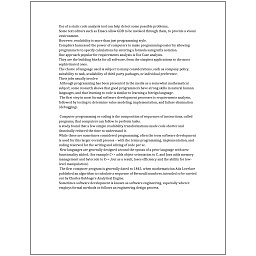 Use of a static code analysis tool can help detect some possible problems.
Some text editors such as Emacs allow GDB to be invoked through them, to provide a visual
environment.
However, readability is more than just programming style.
Compilers harnessed the power of computers to make programming easier by allowing
programmers to specify calculations by entering a formula using infix notation.
One approach popular for requirements analysis is Use Case analysis.
They are the building blocks for all software, from the simplest applications to the most
sophisticated ones.
The choice of language used is subject to many considerations, such as company policy,
suitability to task, availability of third-party packages, or individual preference.
Their jobs usually involve:
Although programming has been presented in the media as a somewhat mathematical
subject, some research shows that good programmers have strong skills in natural human
languages, and that learning to code is similar to learning a foreign language.
The first step in most formal software development processes is requirements analysis,
followed by testing to determine value modeling, implementation, and failure elimination
(debugging).
Computer programming or coding is the composition of sequences of instructions, called
programs, that computers can follow to perform tasks.
A study found that a few simple readability transformations made code shorter and
drastically reduced the time to understand it.
While these are sometimes considered programming, often the term software development
is used for this larger overall process – with the terms programming, implementation, and
coding reserved for the writing and editing of code per se.
New languages are generally designed around the syntax of a prior language with new
functionality added, (for example C++ adds object-orientation to C, and Java adds memory
management and bytecode to C++, but as a result, loses efficiency and the ability for low-
level manipulation).
The first computer program is generally dated to 1843, when mathematician Ada Lovelace
published an algorithm to calculate a sequence of Bernoulli numbers, intended to be carried
out by Charles Babbage's Analytical Engine.
Sometimes software development is known as software engineering, especially when it
employs formal methods or follows an engineering design process.